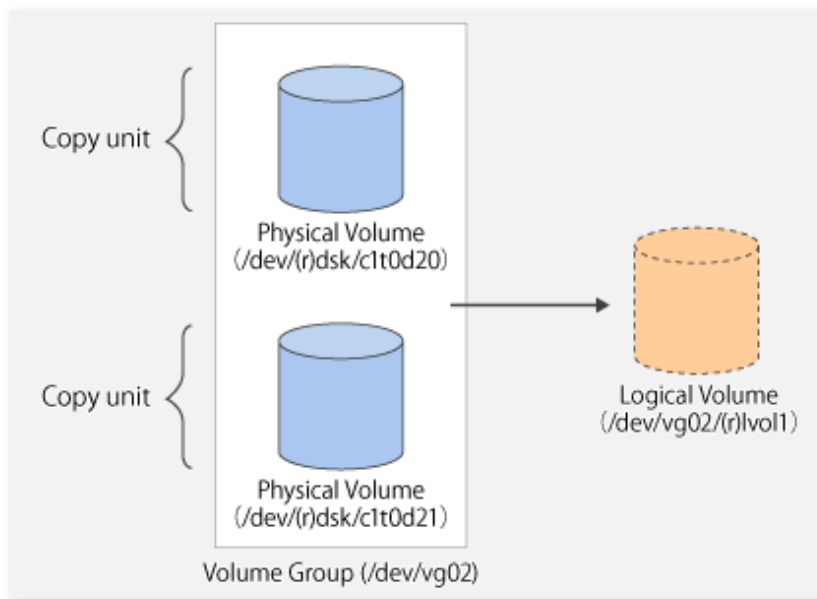 Copy unit
Physical Volume
(/dev/(r)dsk/c1t0d20)
Copy unit
Physical Volume
(/dev/(r)dsk/c1t0d21)
Logical Volume
(/dev/vg02/(r)lvol1)
Volume Group (/dev/vg02)